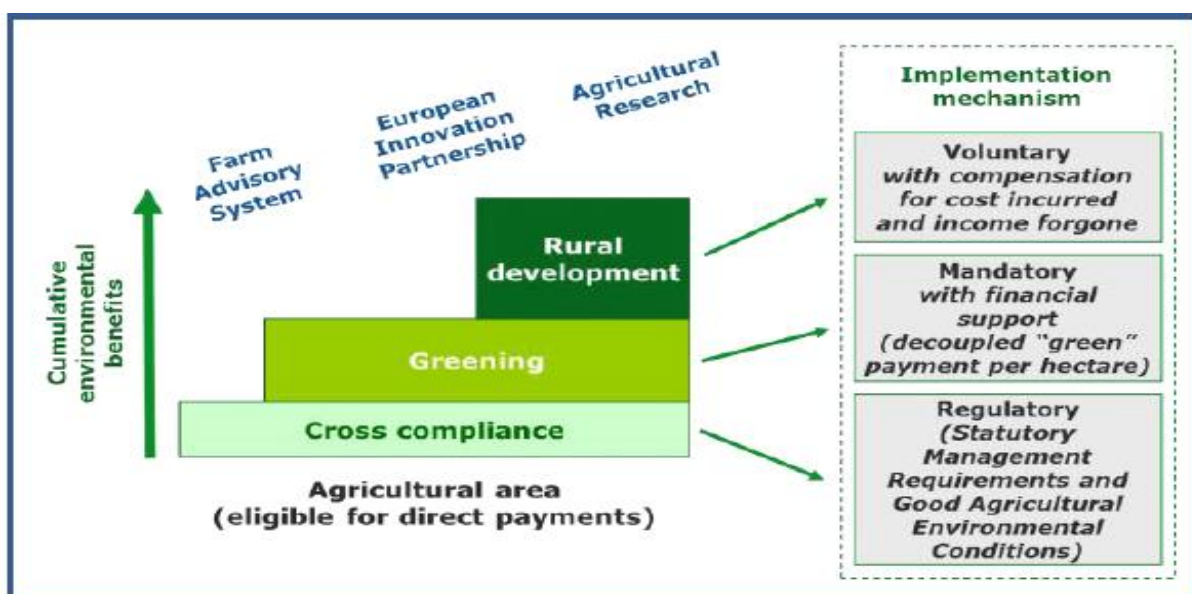 Farm
Advisory
System
European
Innovation
Partnership
Agricultural
Research
Cumulative
environmental
benefits
Rural
development
Greening
Cross compliance
Agricultural area
(eligible for direct payments)
Implementation
mechanism
Voluntary
with compensation
for cost incurred
and income forgone
Mandatory
with financial
support
(decoupled "green"
payment per hectare)
Regulatory
(Statutory
Management
Requirements and
Good Agricultural
Environmental
Conditions)